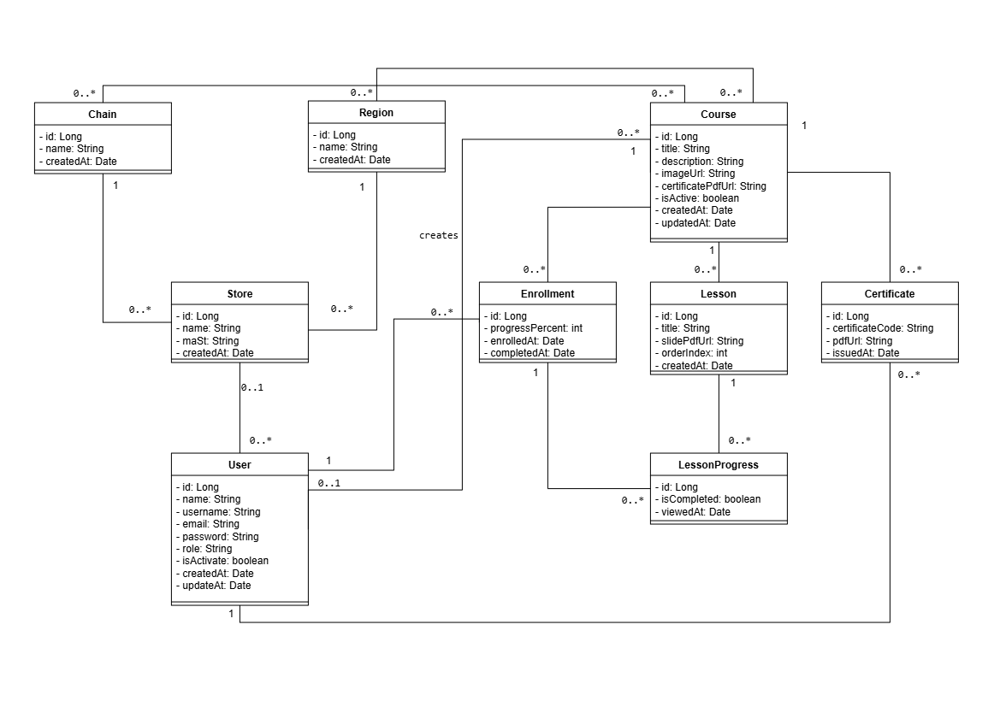 0..*
0..*
0..*
0..*
Chain
- id: Long
- name: String
- createdAt: Date
1
Region
- id: Long
- name: String
- createdAt: Date
1
Course
- id: Long
- title: String
- description: String
- imageUrl: String
- certificatePdfUrl: String
- isActive: boolean
- createdAt: Date
- updatedAt: Date
1
0..*
1
1
creates
0..*
0..*
0..*
Store
- id: Long
- name: String
- maSt: String
- createdAt: Date
0..*
0..*
0..1
0..*
Enrollment
- id: Long
- progressPercent: int
- enrolledAt: Date
- completedAt: Date
1
Lesson
- id: Long
- title: String
- slidePdfUrl: String
- orderIndex: int
- createdAt: Date
1
Certificate
- id: Long
- certificateCode: String
- pdfUrl: String
- issuedAt: Date
0..*
0..*
0..*
User
- id: Long
- name: String
- username: String
- email: String
- password: String
- role: String
- isActivate: boolean
- createdAt: Date
- updateAt: Date
1
0..1
1
LessonProgress
- id: Long
- isCompleted: boolean
- viewedAt: Date
0..*